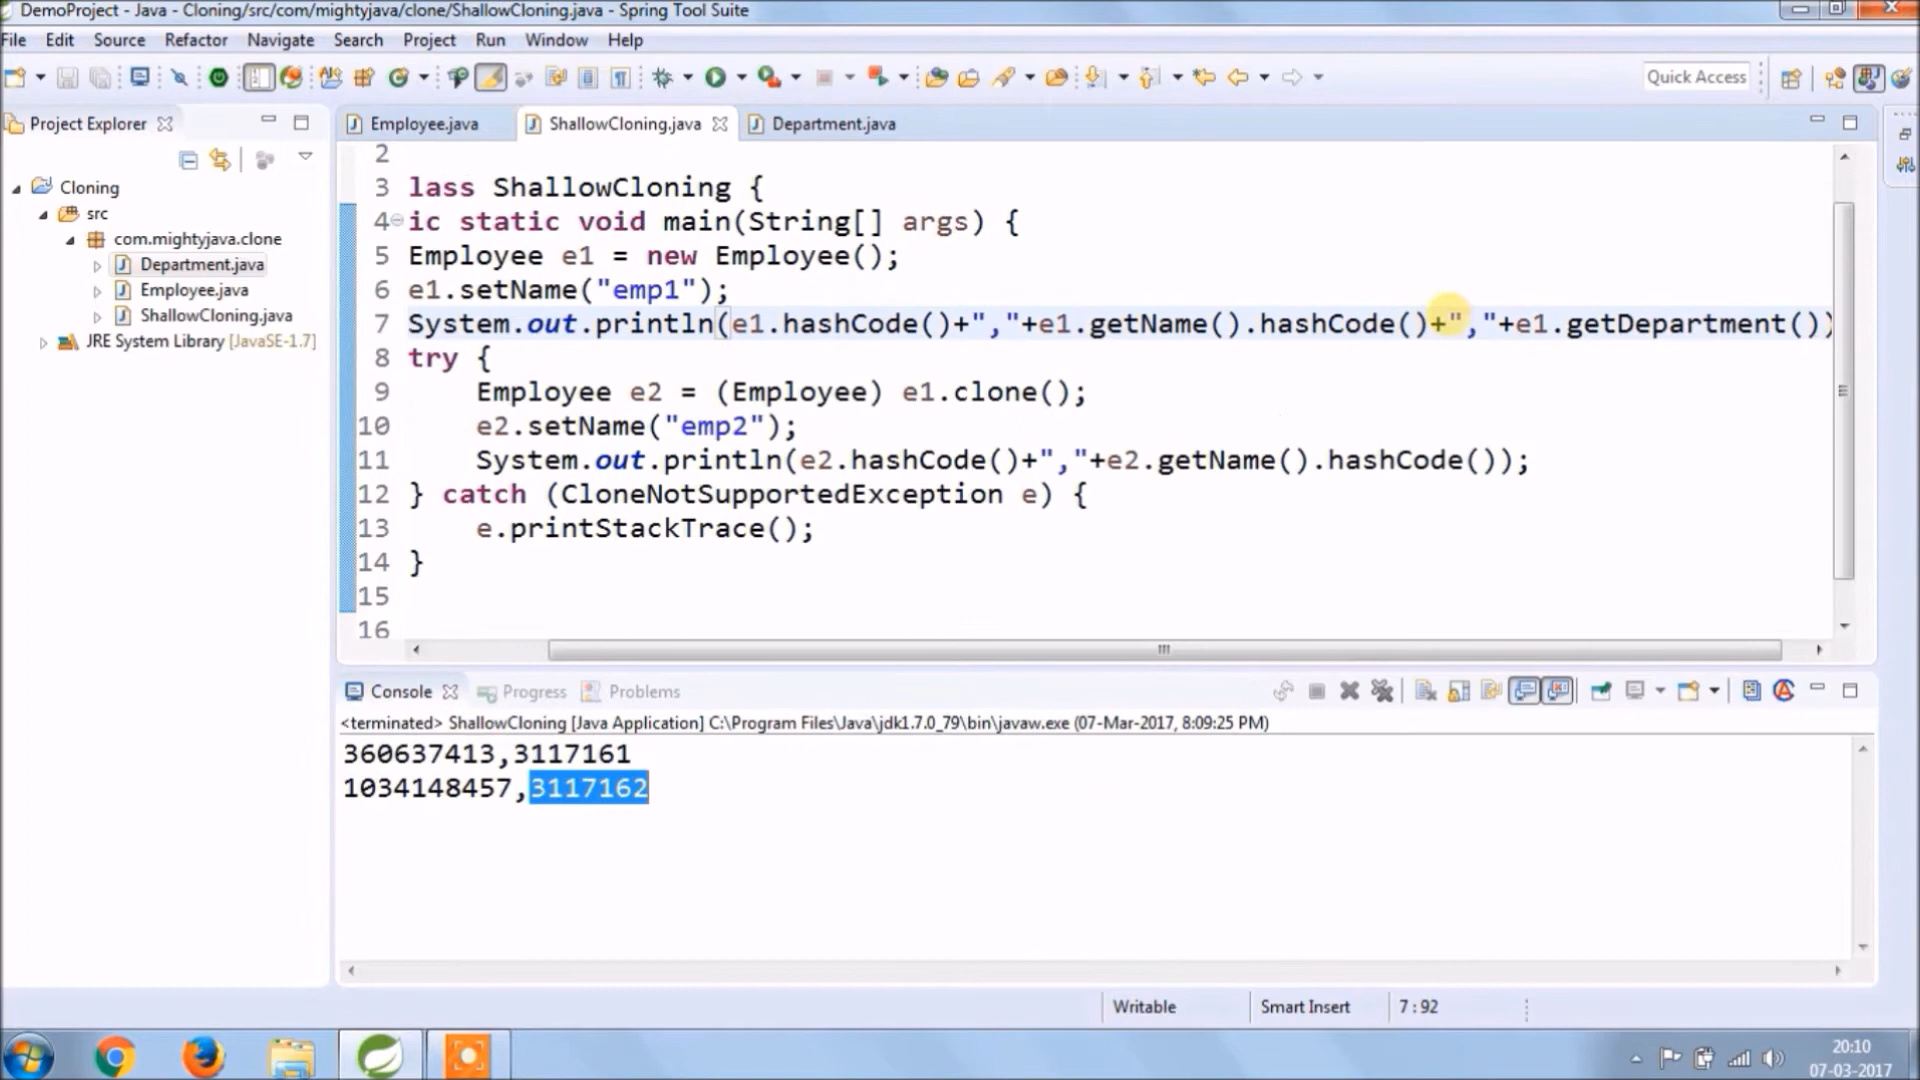 DemoProject - Java - Cloning/src/com/mightyjava/clone/ShallowCloning.java - Spring Tool Suite
File Edit Source Refactor Navigate Search Project Run Window Help
Quick Access
Project Explorer
Cloning
src
com.mightyjava.clone
Department.java
Employee.java
ShallowCloning.java
JRE System Library [JavaSE-1.7]
Employee.java ShallowCloning.java Department.java
2
3 lass ShallowCloning {
4 ic static void main(String[] args) {
5 Employee e1 = new Employee();
6 e1.setName("emp1");
7 System.out.println(e1.hashCode()+","+e1.getName().hashCode()+","+e1.getDepartment())
8 try {
9 Employee e2 = (Employee) e1.clone();
10 e2.setName("emp2");
11 System.out.println(e2.hashCode()+","+e2.getName().hashCode());
12 } catch (CloneNotSupportedException e) {
13 e.printStackTrace();
14 }
15
16
Console Progress Problems
<terminated> ShallowCloning [Java Application] C:\Program Files\Java\jdk1.7.0_79\bin\javaw.exe (07-Mar-2017, 8:09:25 PM)
360637413,3117161
1034148457,3117162
Writable Smart Insert 7 : 92
20:10
07-03-2017